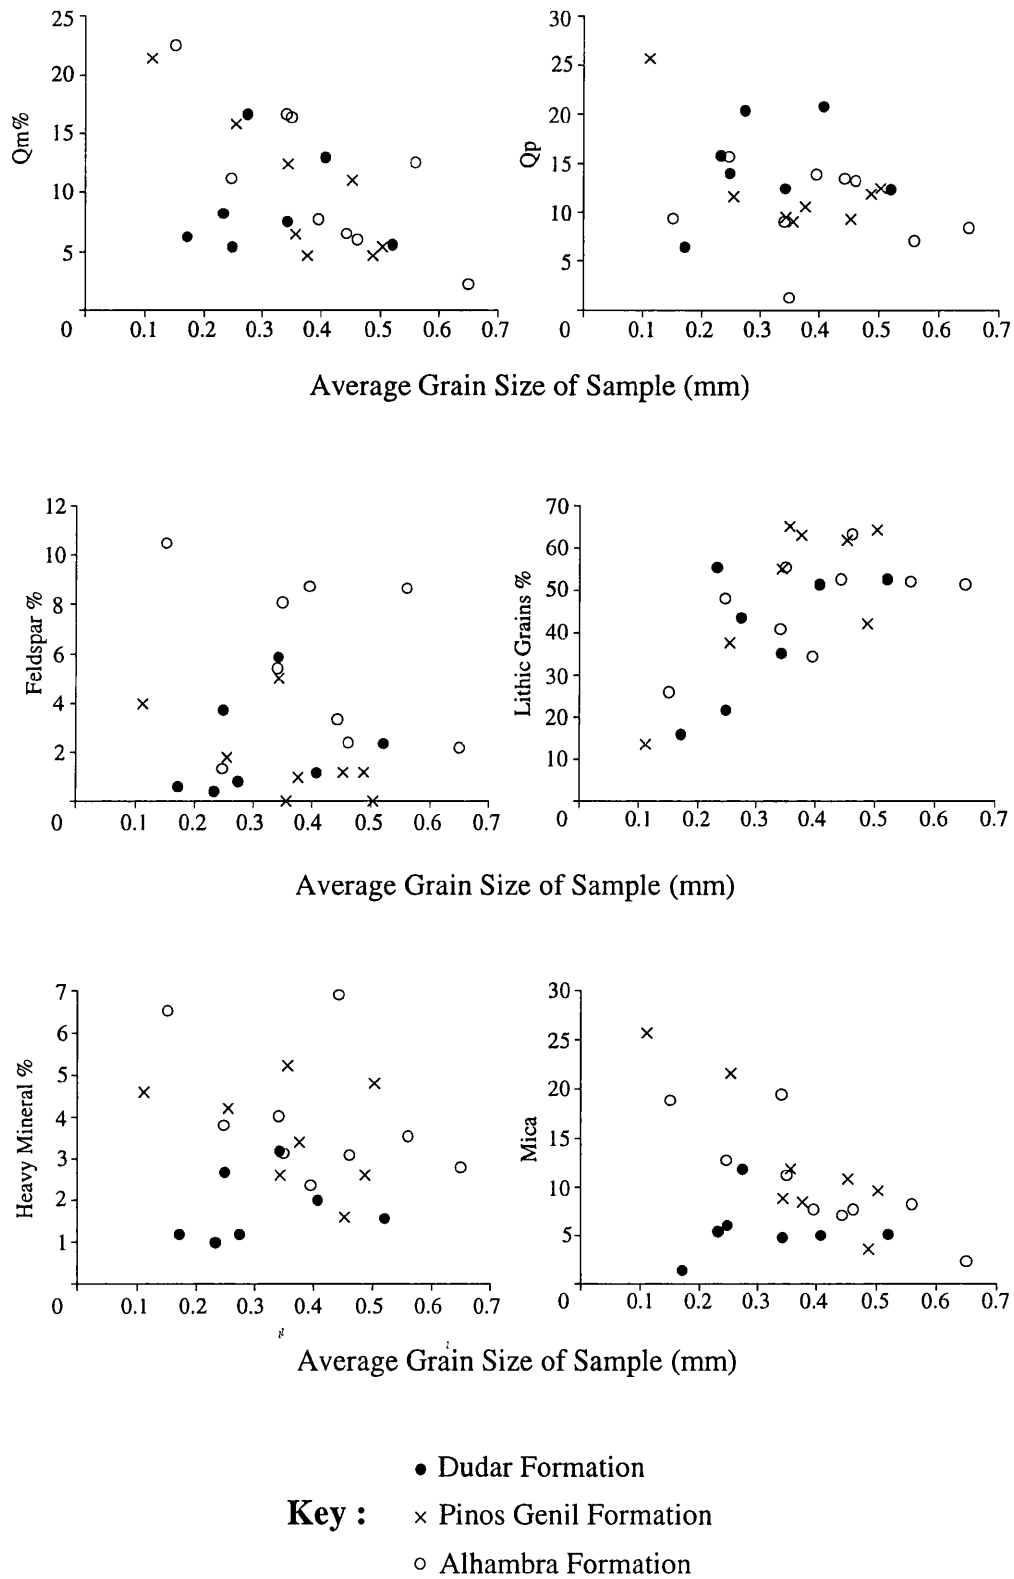 25
20
15
10
5
0
0.1 0.2 0.3 0.4 0.5 0.6 0.7
Qm%
30
25
20
15
10
5
0
0.1 0.2 0.3 0.4 0.5 0.6 0.7
Qp
Average Grain Size of Sample (mm)
12
10
8
6
4
2
0
0.1 0.2 0.3 0.4 0.5 0.6 0.7
Feldspar %
70
60
50
40
30
20
10
0
0.1 0.2 0.3 0.4 0.5 0.6 0.7
Lithic Grains %
Average Grain Size of Sample (mm)
7
6
5
4
3
2
1
0
0.1 0.2 0.3 0.4 0.5 0.6 0.7
Heavy Mineral %
30
25
20
15
10
5
0
0.1 0.2 0.3 0.4 0.5 0.6 0.7
Mica
Average Grain Size of Sample (mm)
Dudar Formation
Key : Pinos Genil Formation
Alhambra Formation